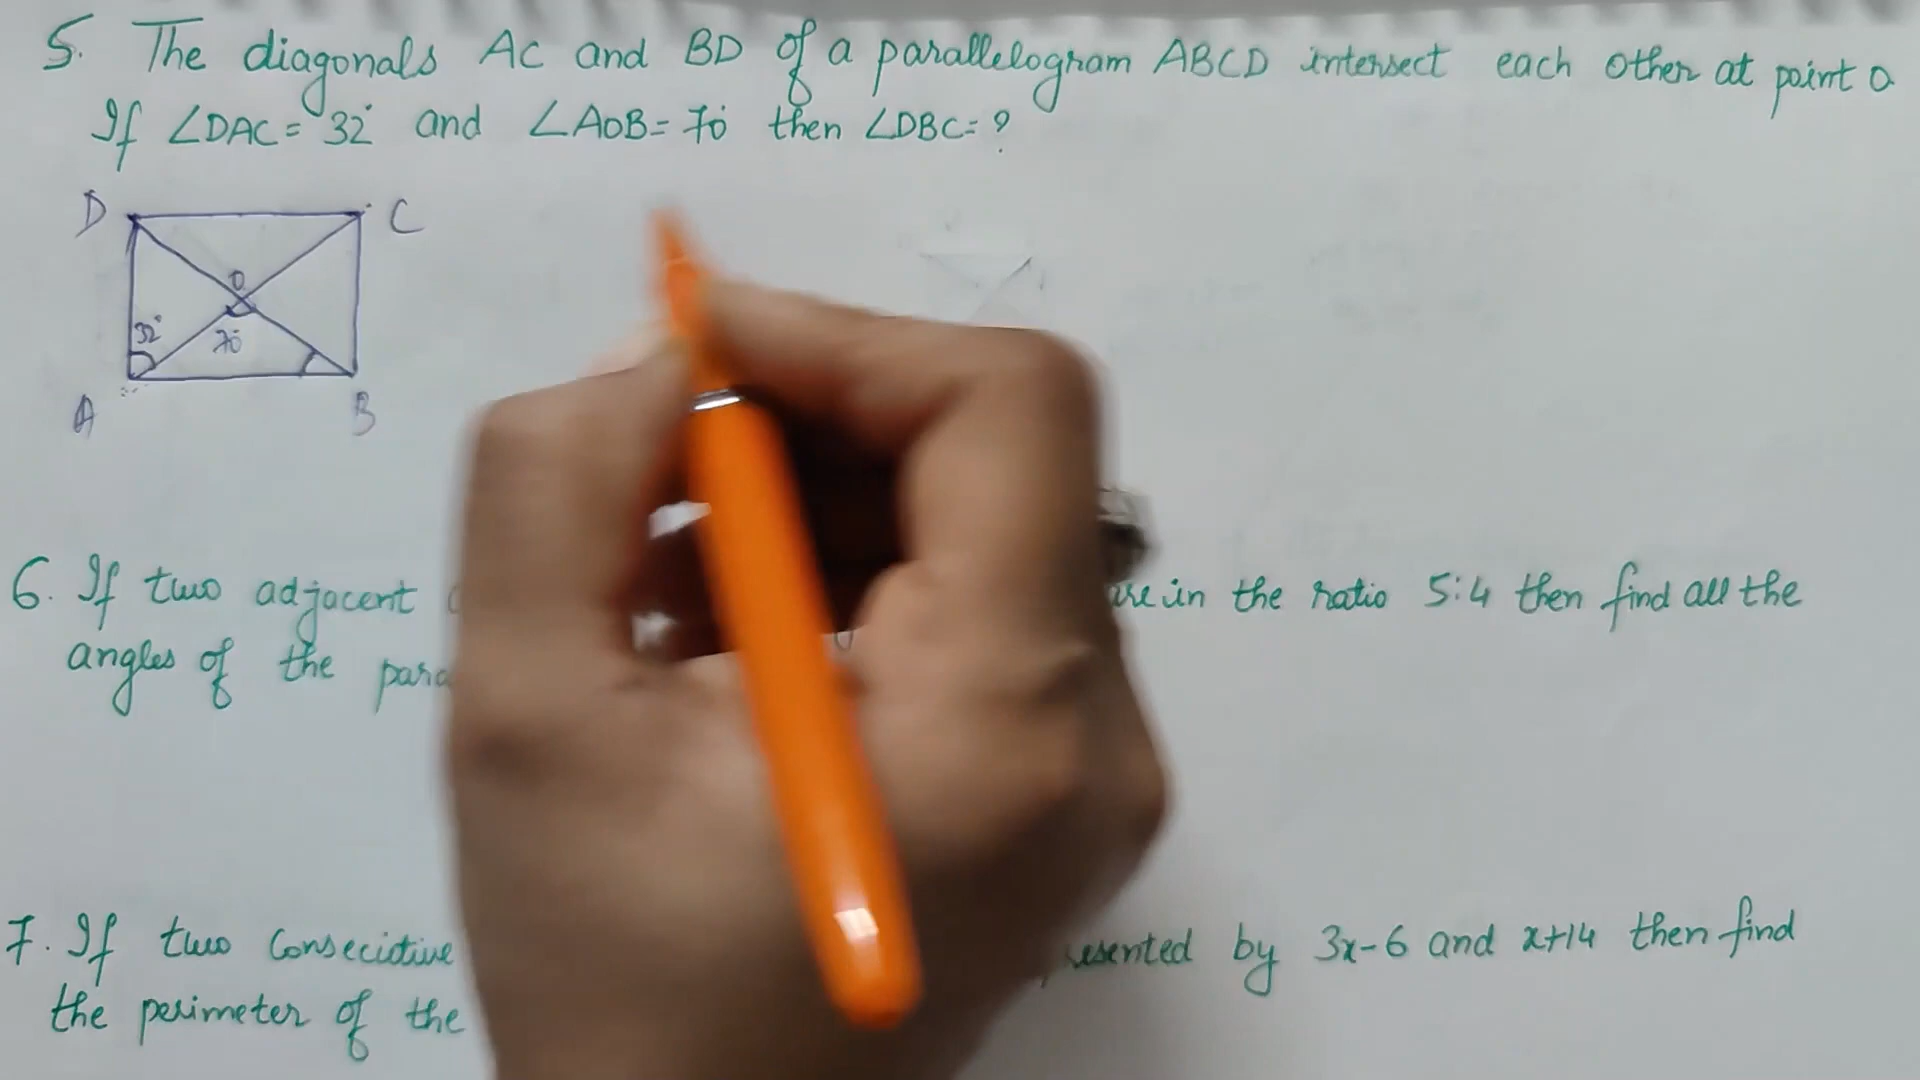 5. The diagonals AC and BD of a parallelogram ABCD intersect each other at point O
If ∠DAC = 32° and ∠AOB = 70° then ∠DBC = ?
D C
O
32° 70°
A B
6. If two adjacent in the ratio 5:4 then find all the
angles of the
7. If two Consecutive by 3x-6 and x+14 then find
the perimeter of the